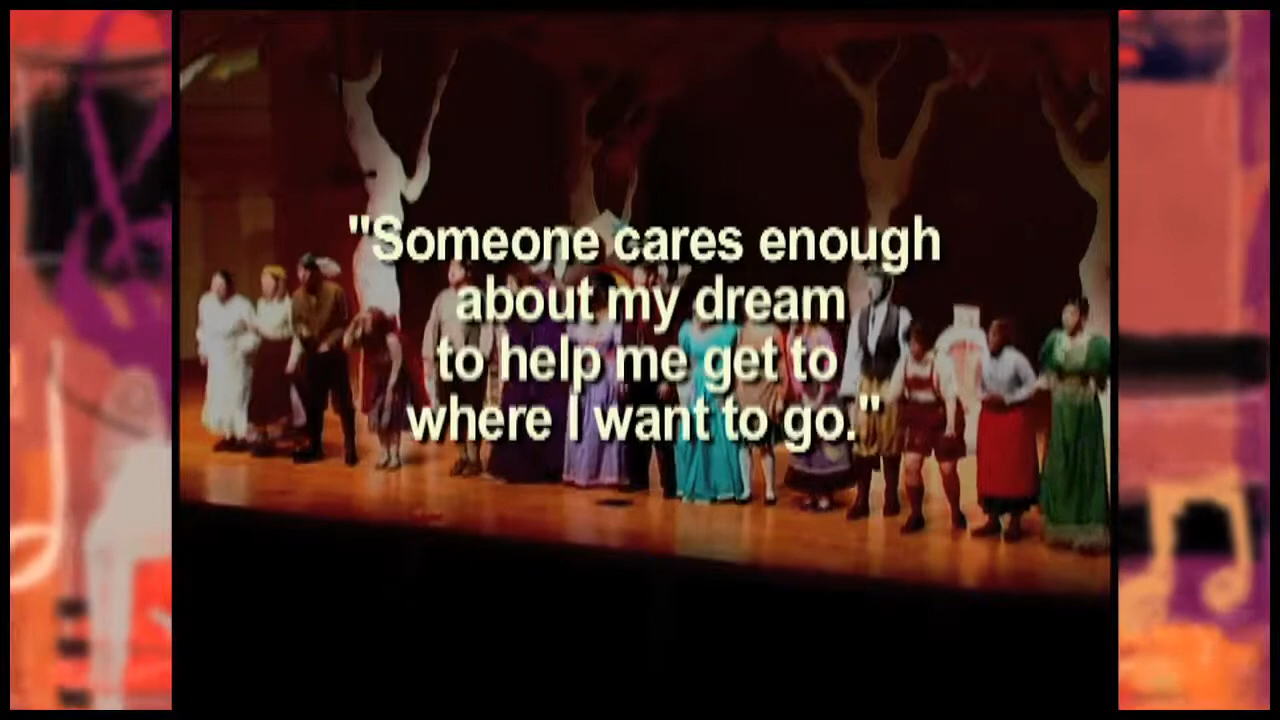 "Someone cares enough
about my dream
to help me get to
where I want to go."